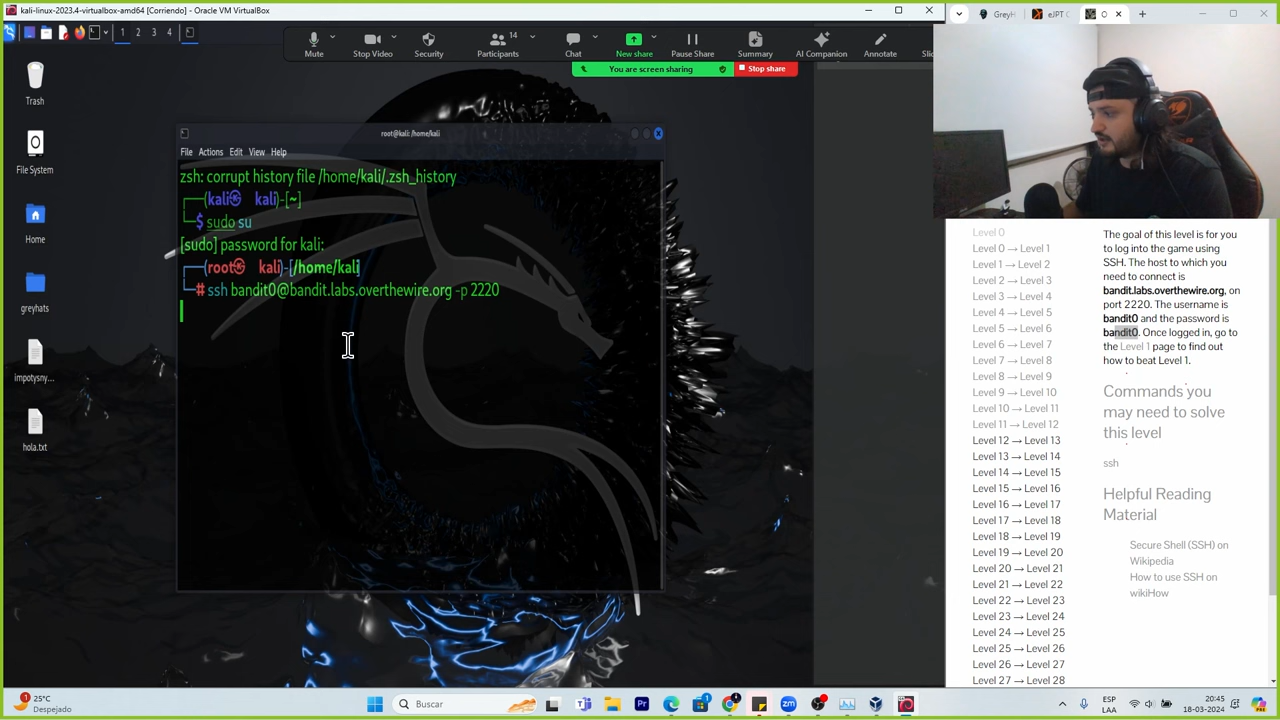 kali-linux-2023.4-virtualbox-amd64 [Corriendo] - Oracle VM VirtualBox
GreyH
eJPT
O
1 2 3 4
Mute
Stop Video
Security
Participants
14
Chat
New share
Pause Share
Summary
AI Companion
Annotate
You are screen sharing
Stop share
Trash
File System
Home
greyhats
impotysny...
hola.txt
root@kali: /home/kali
File Actions Edit View Help
zsh: corrupt history file /home/kali/.zsh_history
(kali㉿ kali)-[~]
$ sudo su
[sudo] password for kali:
(root㉿ kali)-[/home/kali]
# ssh bandit0@bandit.labs.overthewire.org -p 2220
COUGAR
Level 0
Level 0 → Level 1
Level 1 → Level 2
Level 2 → Level 3
Level 3 → Level 4
Level 4 → Level 5
Level 5 → Level 6
Level 6 → Level 7
Level 7 → Level 8
Level 8 → Level 9
Level 9 → Level 10
Level 10 → Level 11
Level 11 → Level 12
Level 12 → Level 13
Level 13 → Level 14
Level 14 → Level 15
Level 15 → Level 16
Level 16 → Level 17
Level 17 → Level 18
Level 18 → Level 19
Level 19 → Level 20
Level 20 → Level 21
Level 21 → Level 22
Level 22 → Level 23
Level 23 → Level 24
Level 24 → Level 25
Level 25 → Level 26
Level 26 → Level 27
Level 27 → Level 28
The goal of this level is for you
to log into the game using
SSH. The host to which you
need to connect is
bandit.labs.overthewire.org, on
port 2220. The username is
bandit0 and the password is
bandit0. Once logged in, go to
the Level 1 page to find out
how to beat Level 1.
Commands you
may need to solve
this level
ssh
Helpful Reading
Material
Secure Shell (SSH) on
Wikipedia
How to use SSH on
wikiHow
1
25°C
Despejado
Buscar
ESP
LAA
20:45
18-03-2024